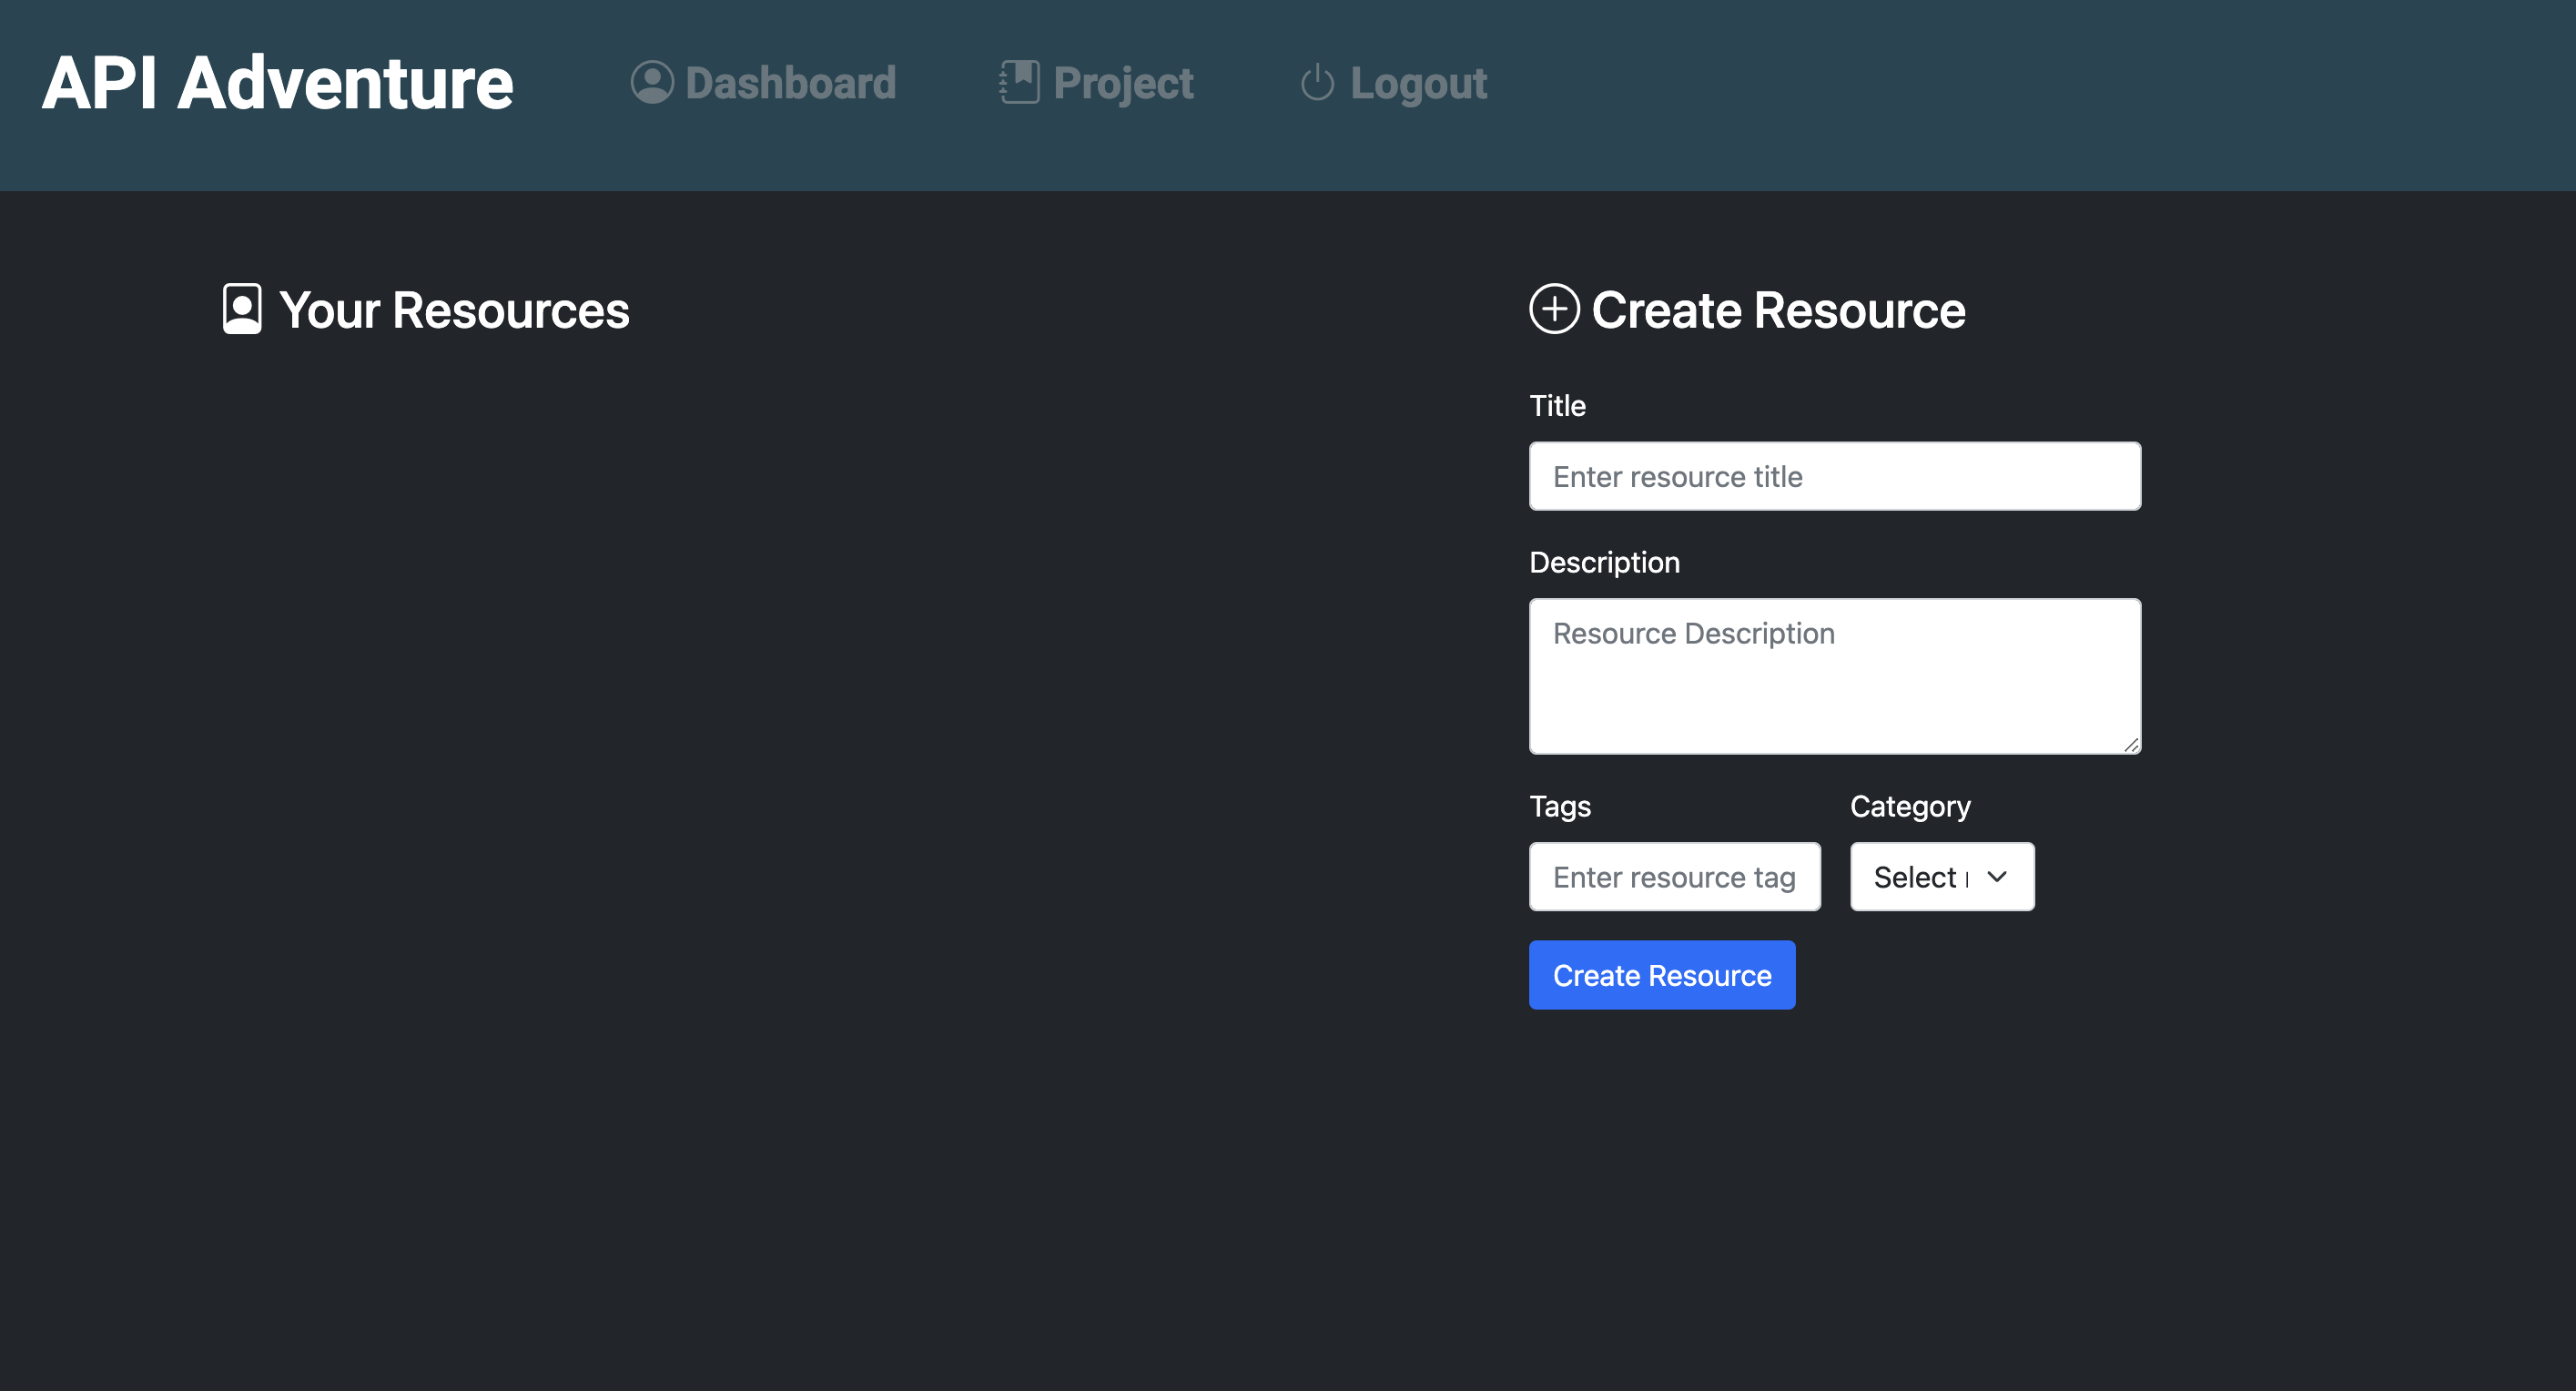 API Adventure
Dashboard
Project
Logout
Your Resources
Create Resource
Title
Enter resource title
Description
Resource Description
Tags
Category
Enter resource tag
Select
Create Resource